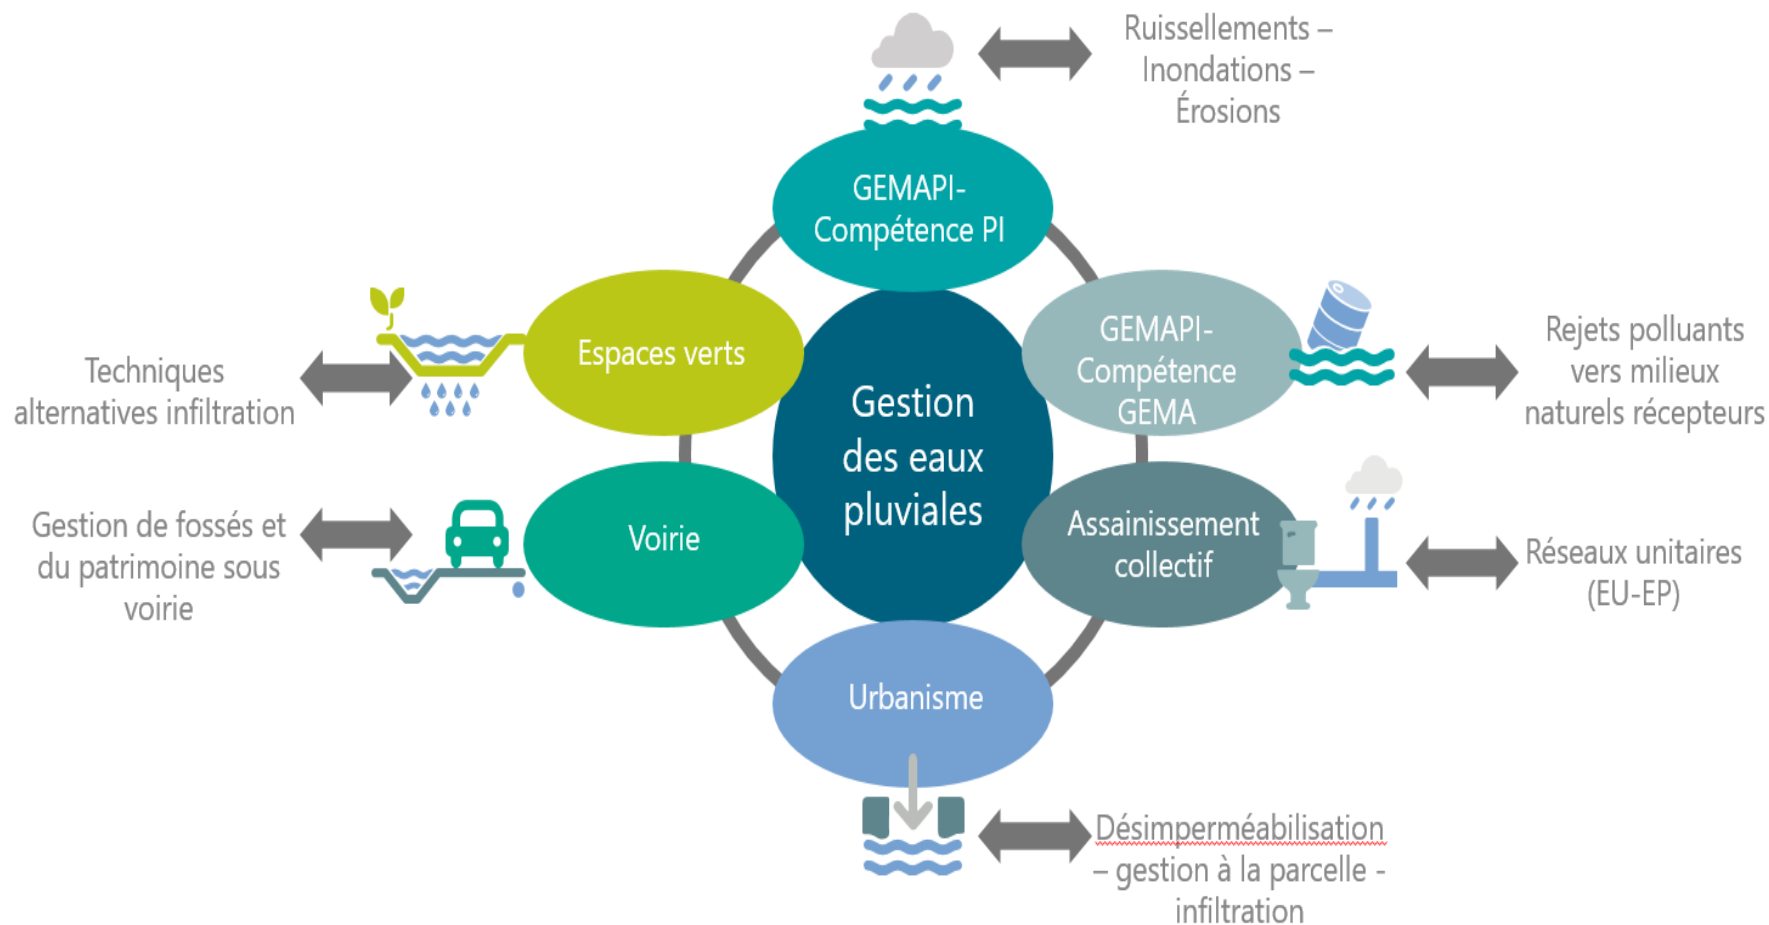 Ruissellements –
Inondations –
Érosions
GEMAPI-
Compétence PI
Espaces verts
GEMAPI-
Compétence
GEMA
Rejets polluants
vers milieux
naturels récepteurs
Techniques
alternatives infiltration
Gestion
des eaux
pluviales
Gestion de fossés et
du patrimoine sous
voirie
Voirie
Assainissement
collectif
Réseaux unitaires
(EU-EP)
Urbanisme
Désimperméabilisation
– gestion à la parcelle -
infiltration